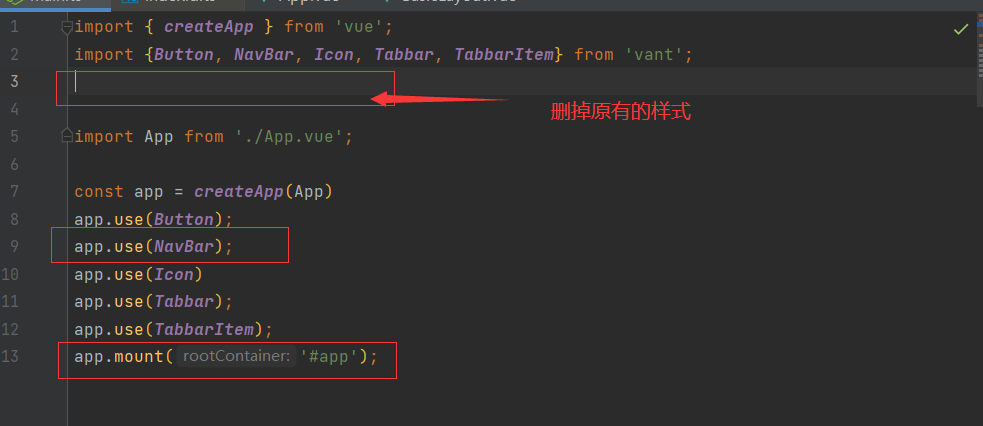 1 import { createApp } from 'vue';
2 import {Button, NavBar, Icon, Tabbar, TabbarItem} from 'vant';
3
删掉原有的样式
4
5 import App from './App.vue';
6
7 const app = createApp(App)
8 app.use(Button);
9 app.use(NavBar);
10 app.use(Icon)
11 app.use(Tabbar);
12 app.use(TabbarItem);
13 app.mount( rootContainer: '#app');